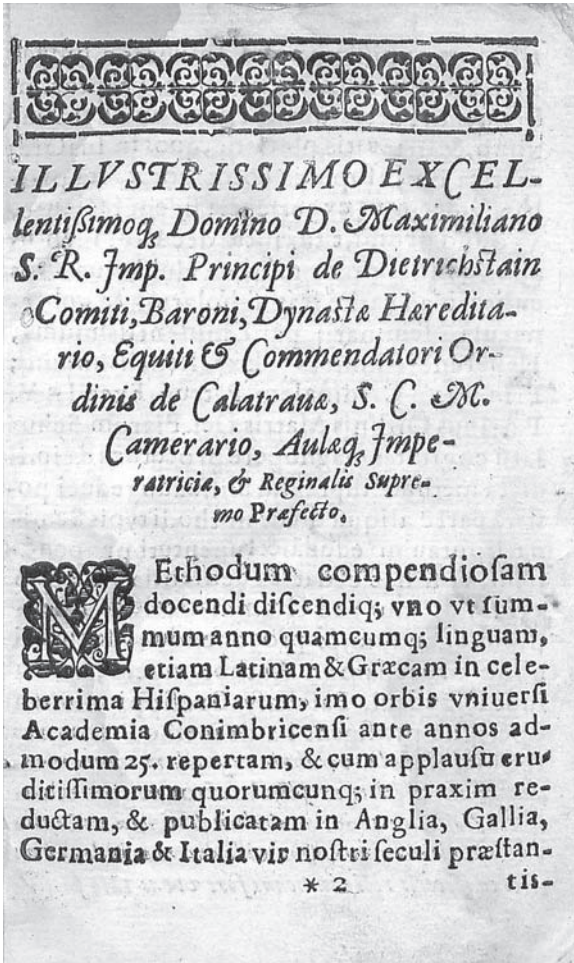 ILLVSTRISSIMO EXCEL-
lentißimoq; Domino D. Maximiliano
S. R. Imp. Principi de Dietrichstain
Comiti, Baroni, Dynastæ Hæredita-
rio, Equiti & Commendatori Or-
dinis de Calatrauæ, S. C. M.
Camerario, Aulæq; Impe-
ratriciæ, & Reginalis Supre-
mo Præfecto.
MEthodum compendiosam
docendi discendiq; vno vt sum-
mum anno quamcumq; linguam,
etiam Latinam & Græcam in cele-
berrima Hispaniarum, imo orbis vniuersi
Academia Conimbricensi ante annos ad-
modum 25. repertam, & cum applausu eru-
ditissimorum quorumcunq; in praxim re-
ductam, & publicatam in Anglia, Gallia,
Germania & Italia vir nostri seculi præstan-
* 2 tis-